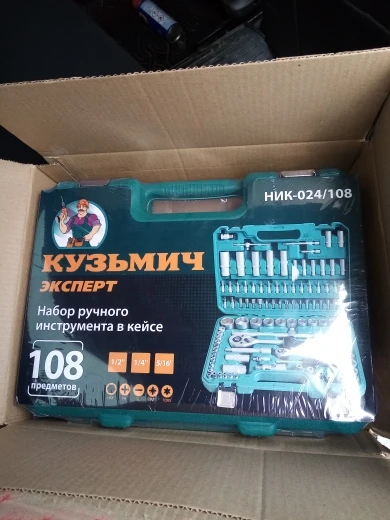 НИК-024/108
КУЗЬМИЧ
ЭКСПЕРТ
Набор ручного
инструмента в кейсе
108
предметов
1/2" 1/4" 5/16"